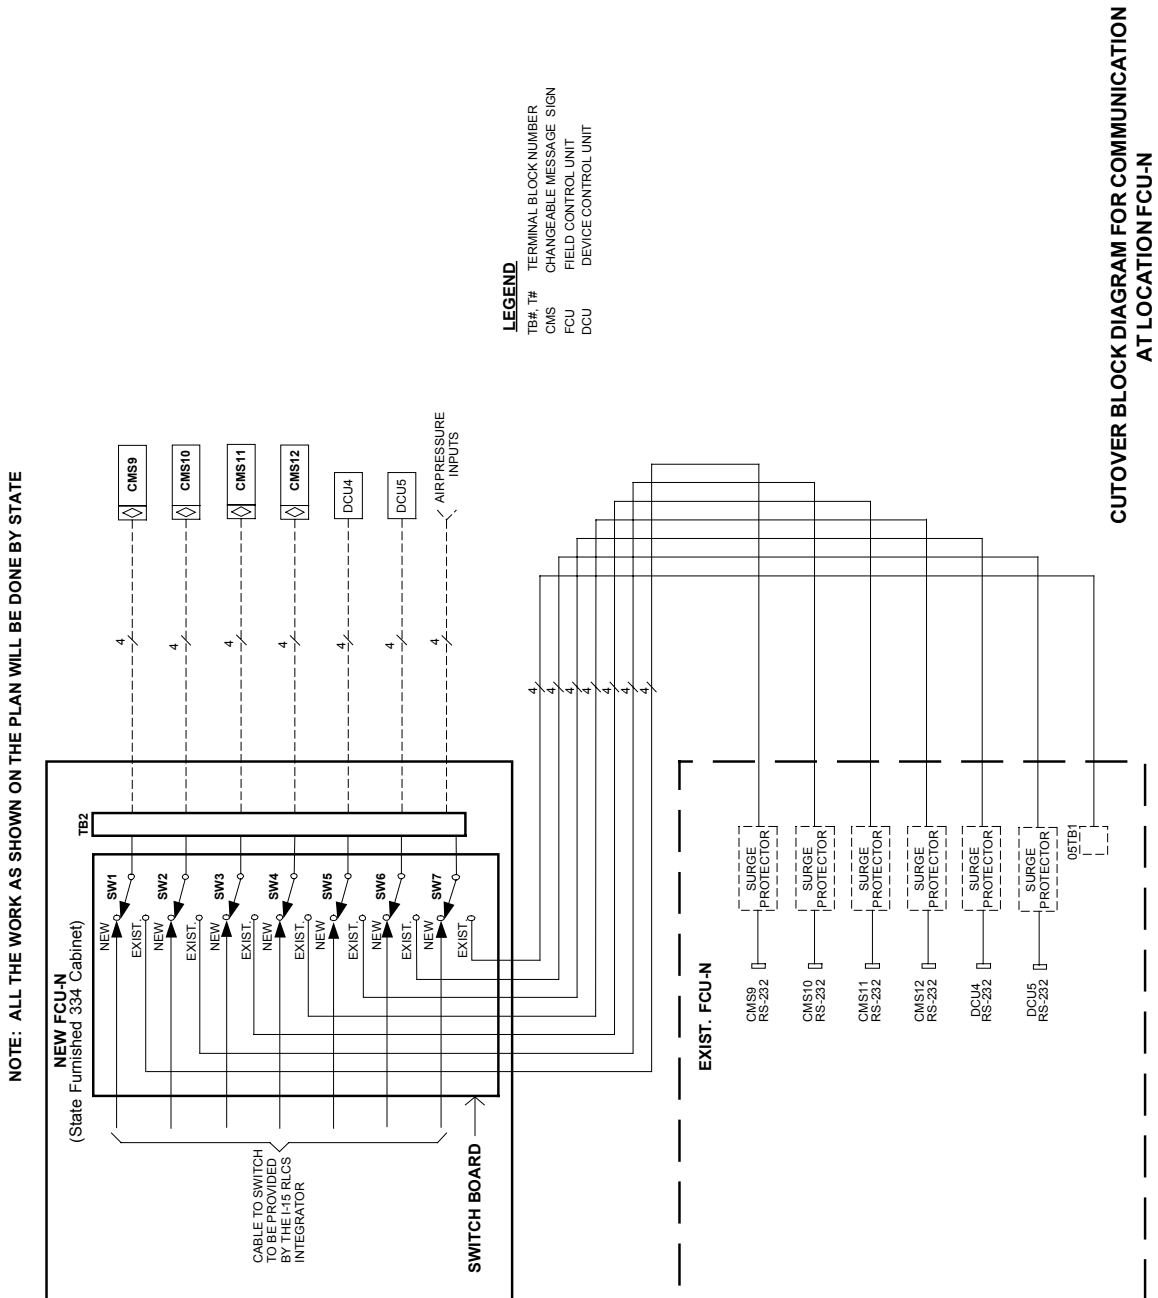 NOTE: ALL THE WORK AS SHOWN ON THE PLAN WILL BE DONE BY STATE
NEW FCU-N
(State Furnished 334 Cabinet)
TB2
SW1
NEW
EXIST.
SW2
NEW
EXIST.
SW3
NEW
EXIST.
SW4
NEW
EXIST.
SW5
NEW
EXIST.
SW6
NEW
EXIST.
SW7
NEW
EXIST.
CABLE TO SWITCH
TO BE PROVIDED
BY THE I-15 RLCS
INTEGRATOR
SWITCH BOARD
4
4
4
4
4
4
4
CMS9
CMS10
CMS11
CMS12
DCU4
DCU5
AIRPRESSURE
INPUTS
LEGEND
TB#, T# TERMINAL BLOCK NUMBER
CMS CHANGEABLE MESSAGE SIGN
FCU FIELD CONTROL UNIT
DCU DEVICE CONTROL UNIT
4
4
4
4
4
4
4
EXIST. FCU-N
CMS9
RS-232
SURGE
PROTECTOR
CMS10
RS-232
SURGE
PROTECTOR
CMS11
RS-232
SURGE
PROTECTOR
CMS12
RS-232
SURGE
PROTECTOR
DCU4
RS-232
SURGE
PROTECTOR
DCU5
RS-232
SURGE
PROTECTOR
05TB1
CUTOVER BLOCK DIAGRAM FOR COMMUNICATION
AT LOCATION FCU-N